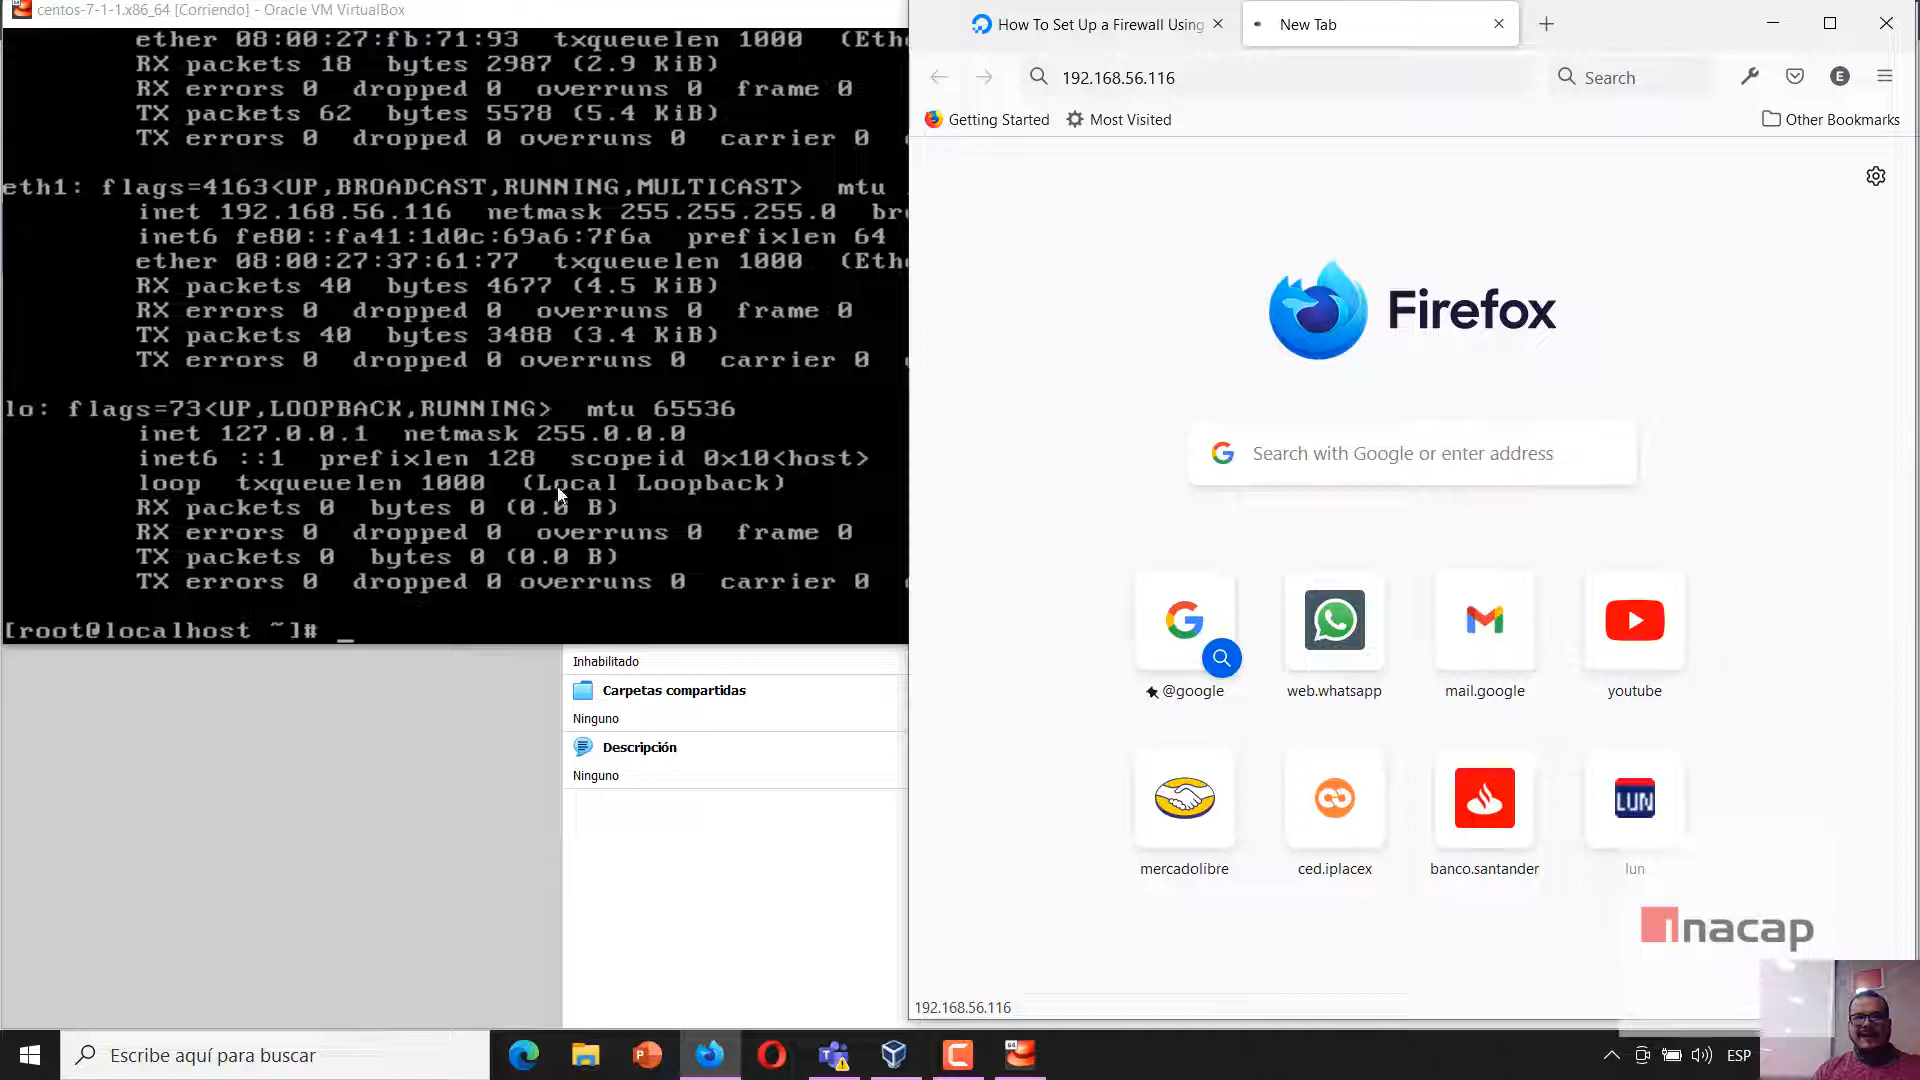 centos-7-1-1.x86_64 [Corriendo] - Oracle VM VirtualBox
ether 08:00:27:fb:71:93  txqueuelen 1000  (Eth
RX packets 18  bytes 2987 (2.9 KiB)
RX errors 0  dropped 0  overruns 0  frame 0
TX packets 62  bytes 5578 (5.4 KiB)
TX errors 0  dropped 0 overruns 0  carrier 0
eth1: flags=4163<UP,BROADCAST,RUNNING,MULTICAST>  mtu
inet 192.168.56.116  netmask 255.255.255.0  br
inet6 fe80::fa41:1d0c:69a6:7f6a  prefixlen 64
ether 08:00:27:37:61:77  txqueuelen 1000  (Eth
RX packets 40  bytes 4677 (4.5 KiB)
RX errors 0  dropped 0  overruns 0  frame 0
TX packets 40  bytes 3488 (3.4 KiB)
TX errors 0  dropped 0 overruns 0  carrier 0
lo: flags=73<UP,LOOPBACK,RUNNING>  mtu 65536
inet 127.0.0.1  netmask 255.0.0.0
inet6 ::1  prefixlen 128  scopeid 0x10<host>
loop  txqueuelen 1000  (Local Loopback)
RX packets 0  bytes 0 (0.0 B)
RX errors 0  dropped 0  overruns 0  frame 0
TX packets 0  bytes 0 (0.0 B)
TX errors 0  dropped 0 overruns 0  carrier 0
[root@localhost ~]# _
Inhabilitado
Carpetas compartidas
Ninguno
Descripción
Ninguno
How To Set Up a Firewall Using
New Tab
192.168.56.116
Search
E
Getting Started
Most Visited
Other Bookmarks
Firefox
Search with Google or enter address
@google
web.whatsapp
mail.google
youtube
LUN
mercadolibre
ced.iplacex
banco.santander
lun
inacap
192.168.56.116
Escribe aquí para buscar
64
ESP